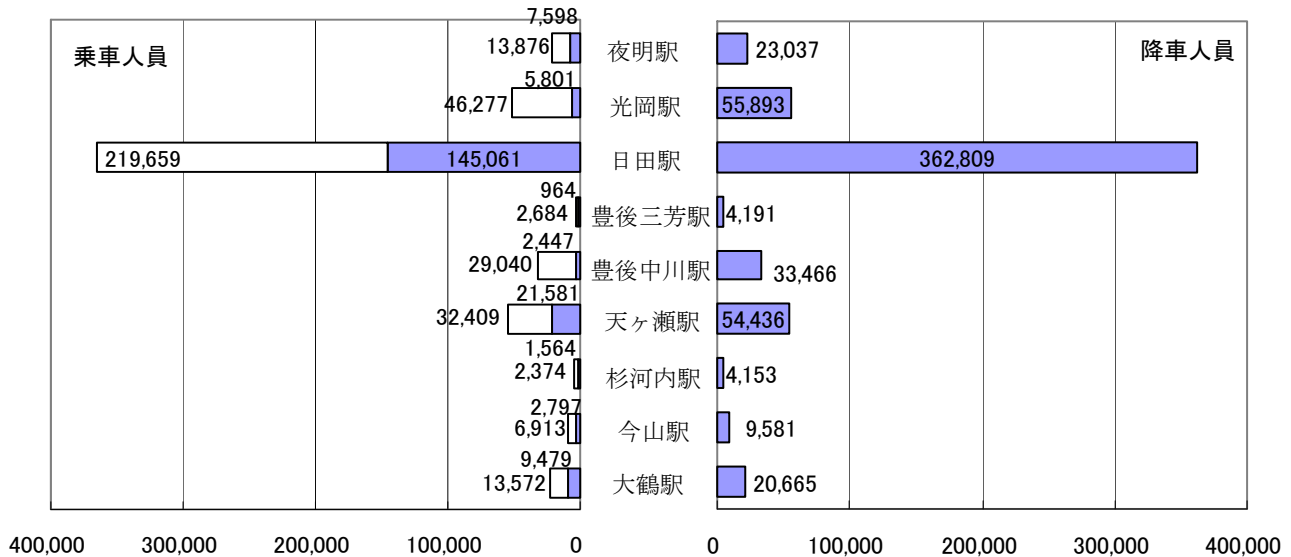 乗車人員
降車人員
7,598
13,876
夜明駅
23,037
5,801
46,277
光岡駅
55,893
219,659
145,061
日田駅
362,809
964
2,684
豊後三芳駅
4,191
2,447
29,040
豊後中川駅
33,466
21,581
32,409
天ヶ瀬駅
54,436
1,564
2,374
杉河内駅
4,153
2,797
6,913
今山駅
9,581
9,479
13,572
大鶴駅
20,665
400,000 300,000 200,000 100,000 0
0 100,000 200,000 300,000 400,000